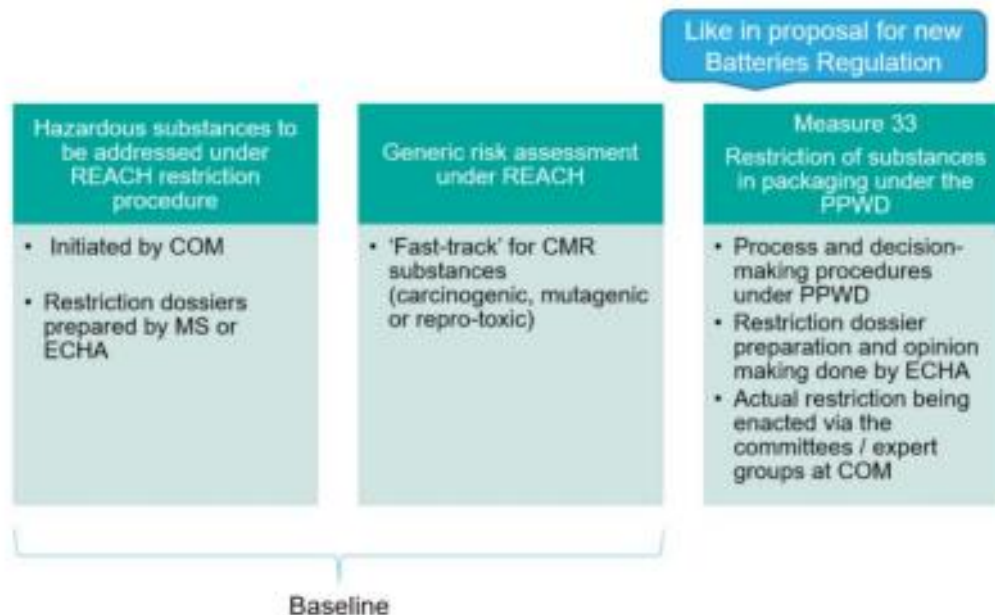 Like in proposal for new
Batteries Regulation
Hazardous substances to
be addressed under
REACH restriction
procedure
• Initiated by COM
• Restriction dossiers
prepared by MS or
ECHA
Generic risk assessment
under REACH
• 'Fast-track' for CMR
substances
(carcinogenic, mutagenic
or repro-toxic)
Measure 33
Restriction of substances
in packaging under the
PPWD
• Process and decision-
making procedures
under PPWD
• Restriction dossier
preparation and opinion
making done by ECHA
• Actual restriction being
enacted via the
committees / expert
groups at COM
Baseline